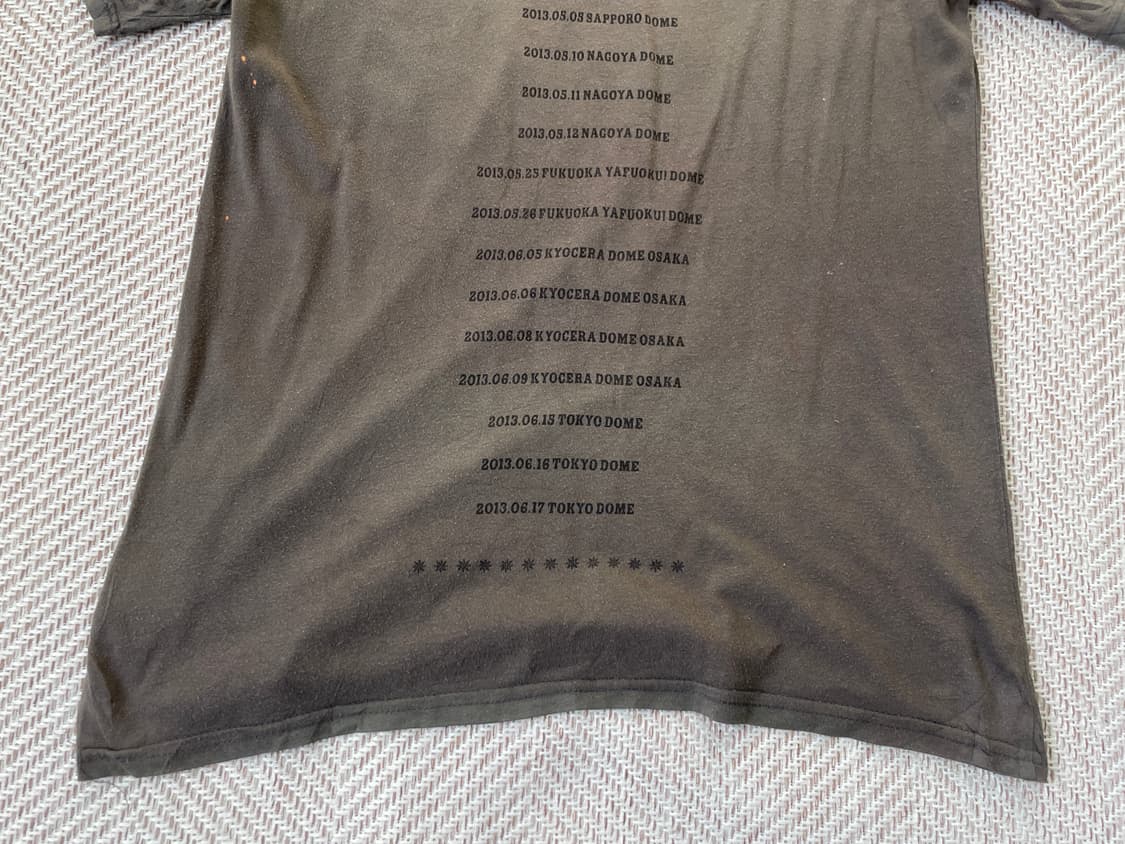 2013.05.05 SAPPORO DOME
2013.05.10 NAGOYA DOME
2013.05.11 NAGOYA DOME
2013.05.12 NAGOYA DOME
2013.05.25 FUKUOKA YAFUOKU! DOME
2013.05.26 FUKUOKA YAFUOKU! DOME
2013.06.05 KYOCERA DOME OSAKA
2013.06.06 KYOCERA DOME OSAKA
2013.06.08 KYOCERA DOME OSAKA
2013.06.09 KYOCERA DOME OSAKA
2013.06.15 TOKYO DOME
2013.06.16 TOKYO DOME
2013.06.17 TOKYO DOME